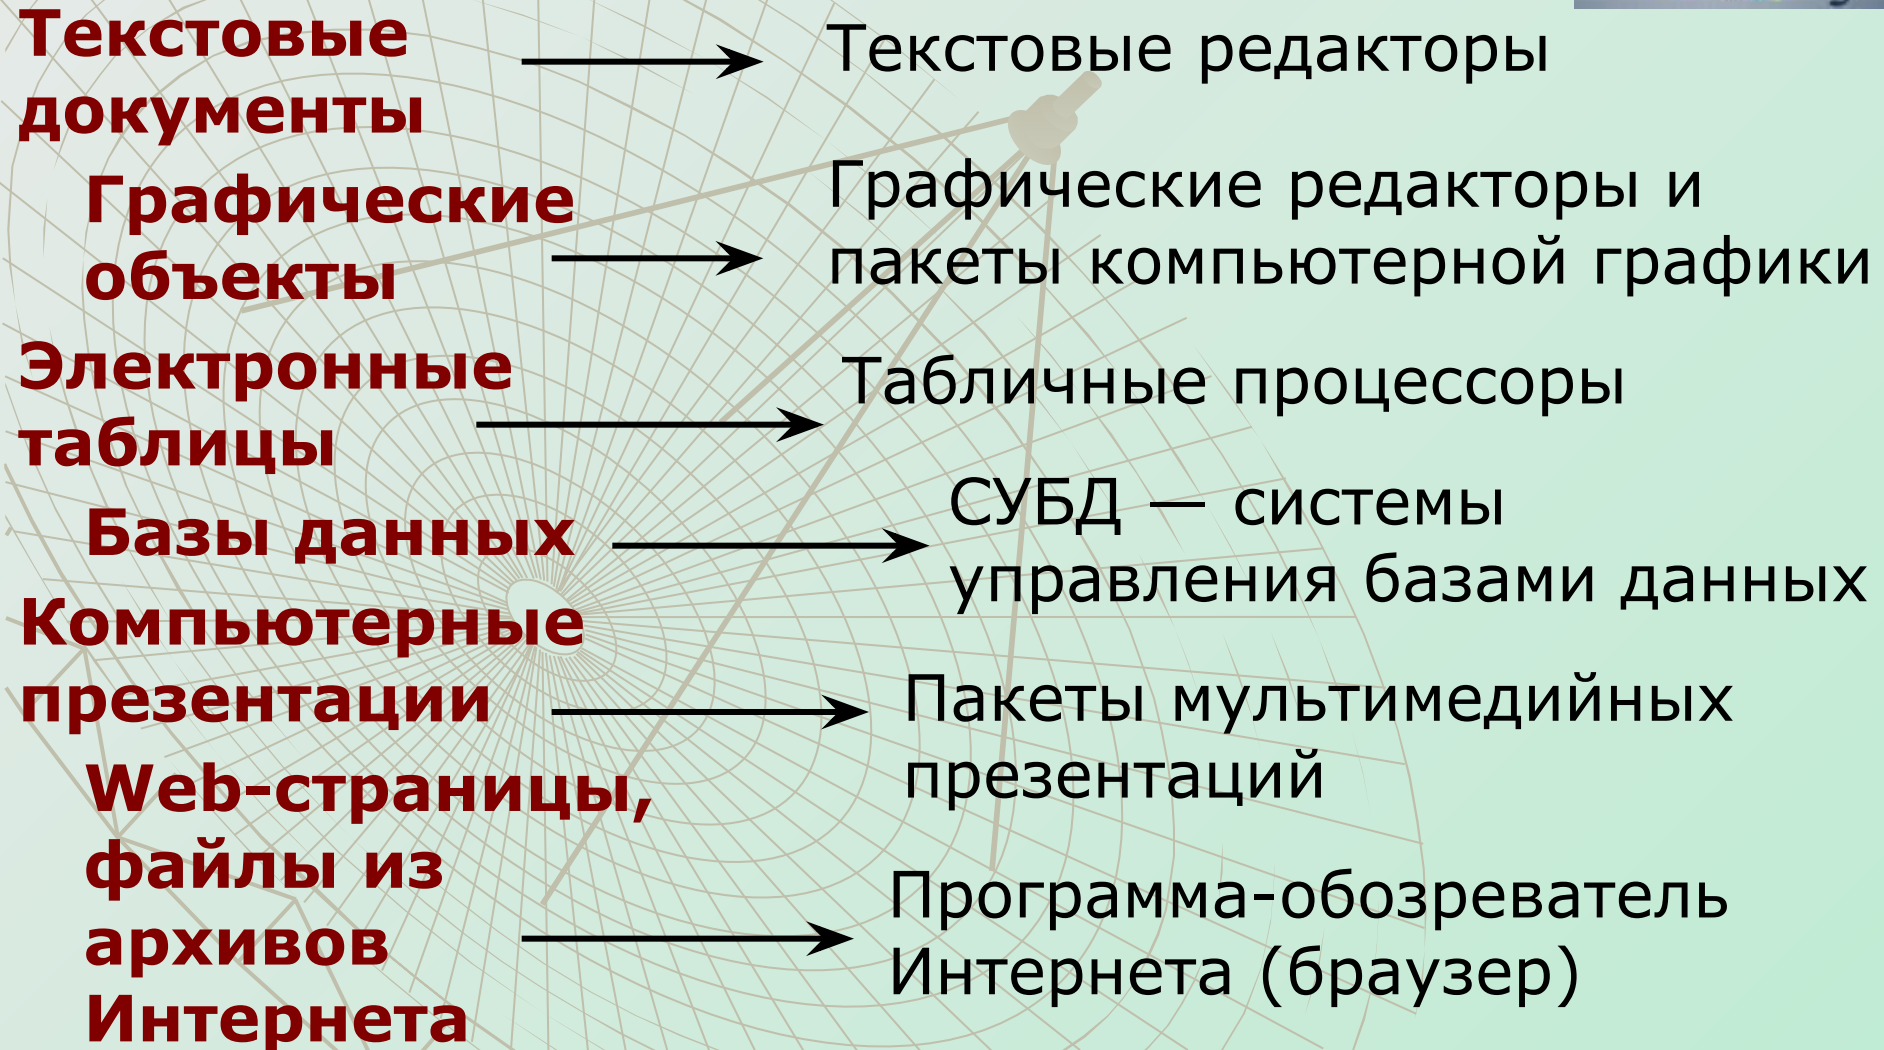 Текстовые
документы
Текстовые редакторы
Графические
объекты
Графические редакторы и
пакеты компьютерной графики
Электронные
таблицы
Табличные процессоры
Базы данных
СУБД — системы
управления базами данных
Компьютерные
презентации
Пакеты мультимедийных
презентаций
Web-страницы,
файлы из
архивов
Интернета
Программа-обозреватель
Интернета (браузер)